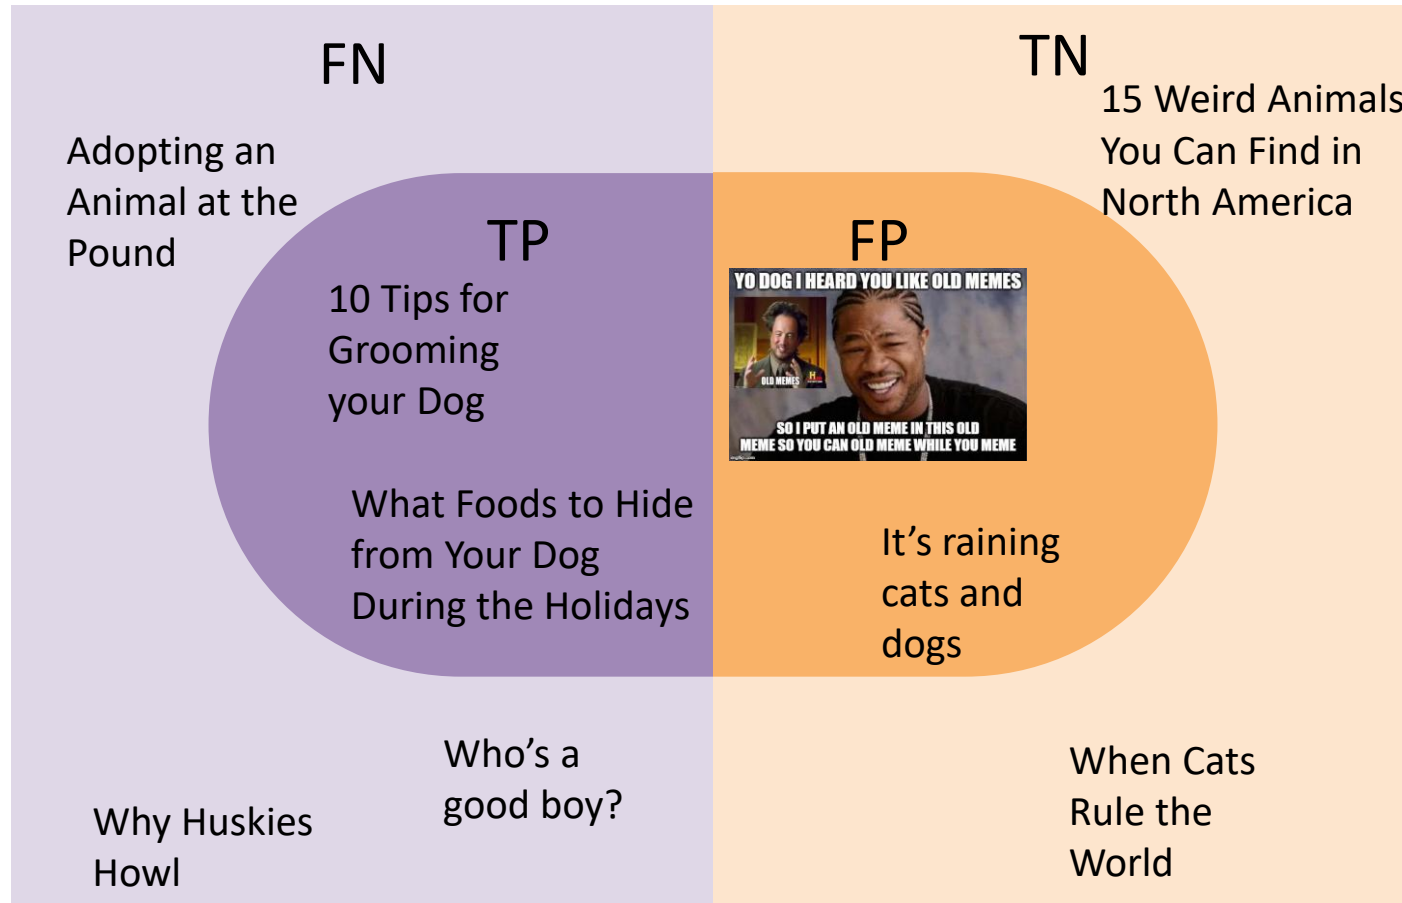 FN
TN
15 Weird Animals
You Can Find in
North America
Adopting an
Animal at the
Pound
TP
10 Tips for
Grooming
your Dog
What Foods to Hide
from Your Dog
During the Holidays
FP
YO DOG I HEARD YOU LIKE OLD MEMES
OLD MEMES
H
SO I PUT AN OLD MEME IN THIS OLD
MEME SO YOU CAN OLD MEME WHILE YOU MEME
imgflip.com
It’s raining
cats and
dogs
Who’s a
good boy?
Why Huskies
Howl
When Cats
Rule the
World